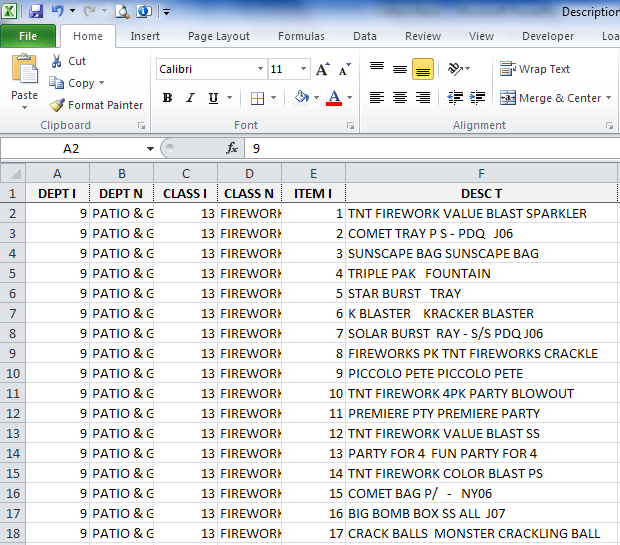 Description
File Home Insert Page Layout Formulas Data Review View Developer Loa
Paste Cut Copy Format Painter Calibri 11 A A B I U A Wrap Text Merge & Center
Clipboard Font Alignment
A2 fx 9
A B C D E F
1 DEPT I DEPT N CLASS I CLASS N ITEM I DESC T
2 9 PATIO & G 13 FIREWORK 1 TNT FIREWORK VALUE BLAST SPARKLER
3 9 PATIO & G 13 FIREWORK 2 COMET TRAY P S - PDQ J06
4 9 PATIO & G 13 FIREWORK 3 SUNSCAPE BAG SUNSCAPE BAG
5 9 PATIO & G 13 FIREWORK 4 TRIPLE PAK FOUNTAIN
6 9 PATIO & G 13 FIREWORK 5 STAR BURST TRAY
7 9 PATIO & G 13 FIREWORK 6 K BLASTER KRACKER BLASTER
8 9 PATIO & G 13 FIREWORK 7 SOLAR BURST RAY - S/S PDQ J06
9 9 PATIO & G 13 FIREWORK 8 FIREWORKS PK TNT FIREWORKS CRACKLE
10 9 PATIO & G 13 FIREWORK 9 PICCOLO PETE PICCOLO PETE
11 9 PATIO & G 13 FIREWORK 10 TNT FIREWORK 4PK PARTY BLOWOUT
12 9 PATIO & G 13 FIREWORK 11 PREMIERE PTY PREMIERE PARTY
13 9 PATIO & G 13 FIREWORK 12 TNT FIREWORK VALUE BLAST SS
14 9 PATIO & G 13 FIREWORK 13 PARTY FOR 4 FUN PARTY FOR 4
15 9 PATIO & G 13 FIREWORK 14 TNT FIREWORK COLOR BLAST PS
16 9 PATIO & G 13 FIREWORK 15 COMET BAG P/ - NY06
17 9 PATIO & G 13 FIREWORK 16 BIG BOMB BOX SS ALL J07
18 9 PATIO & G 13 FIREWORK 17 CRACK BALLS MONSTER CRACKLING BALL